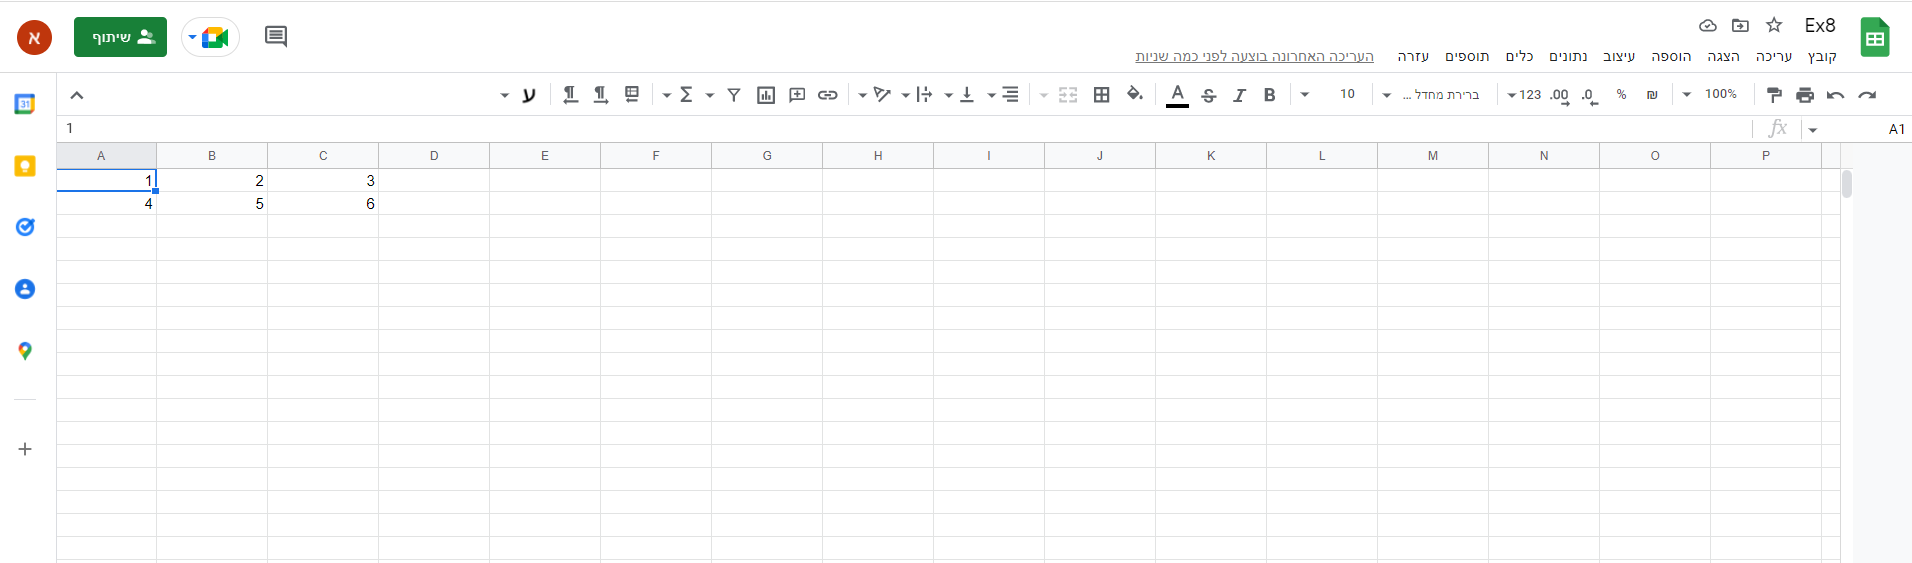 Ex8
קובץ עריכה הצגה הוספה עיצוב נתונים כלים תוספים עזרה העריכה האחרונה בוצעה לפני כמה שניות
שיתוף
א
100% ₪ % .0 .00 123 ברירת מחדל ... 10 B I S A Σ ע
A1 fx 1
A B C D E F G H I J K L M N O P
1 2 3
4 5 6
31